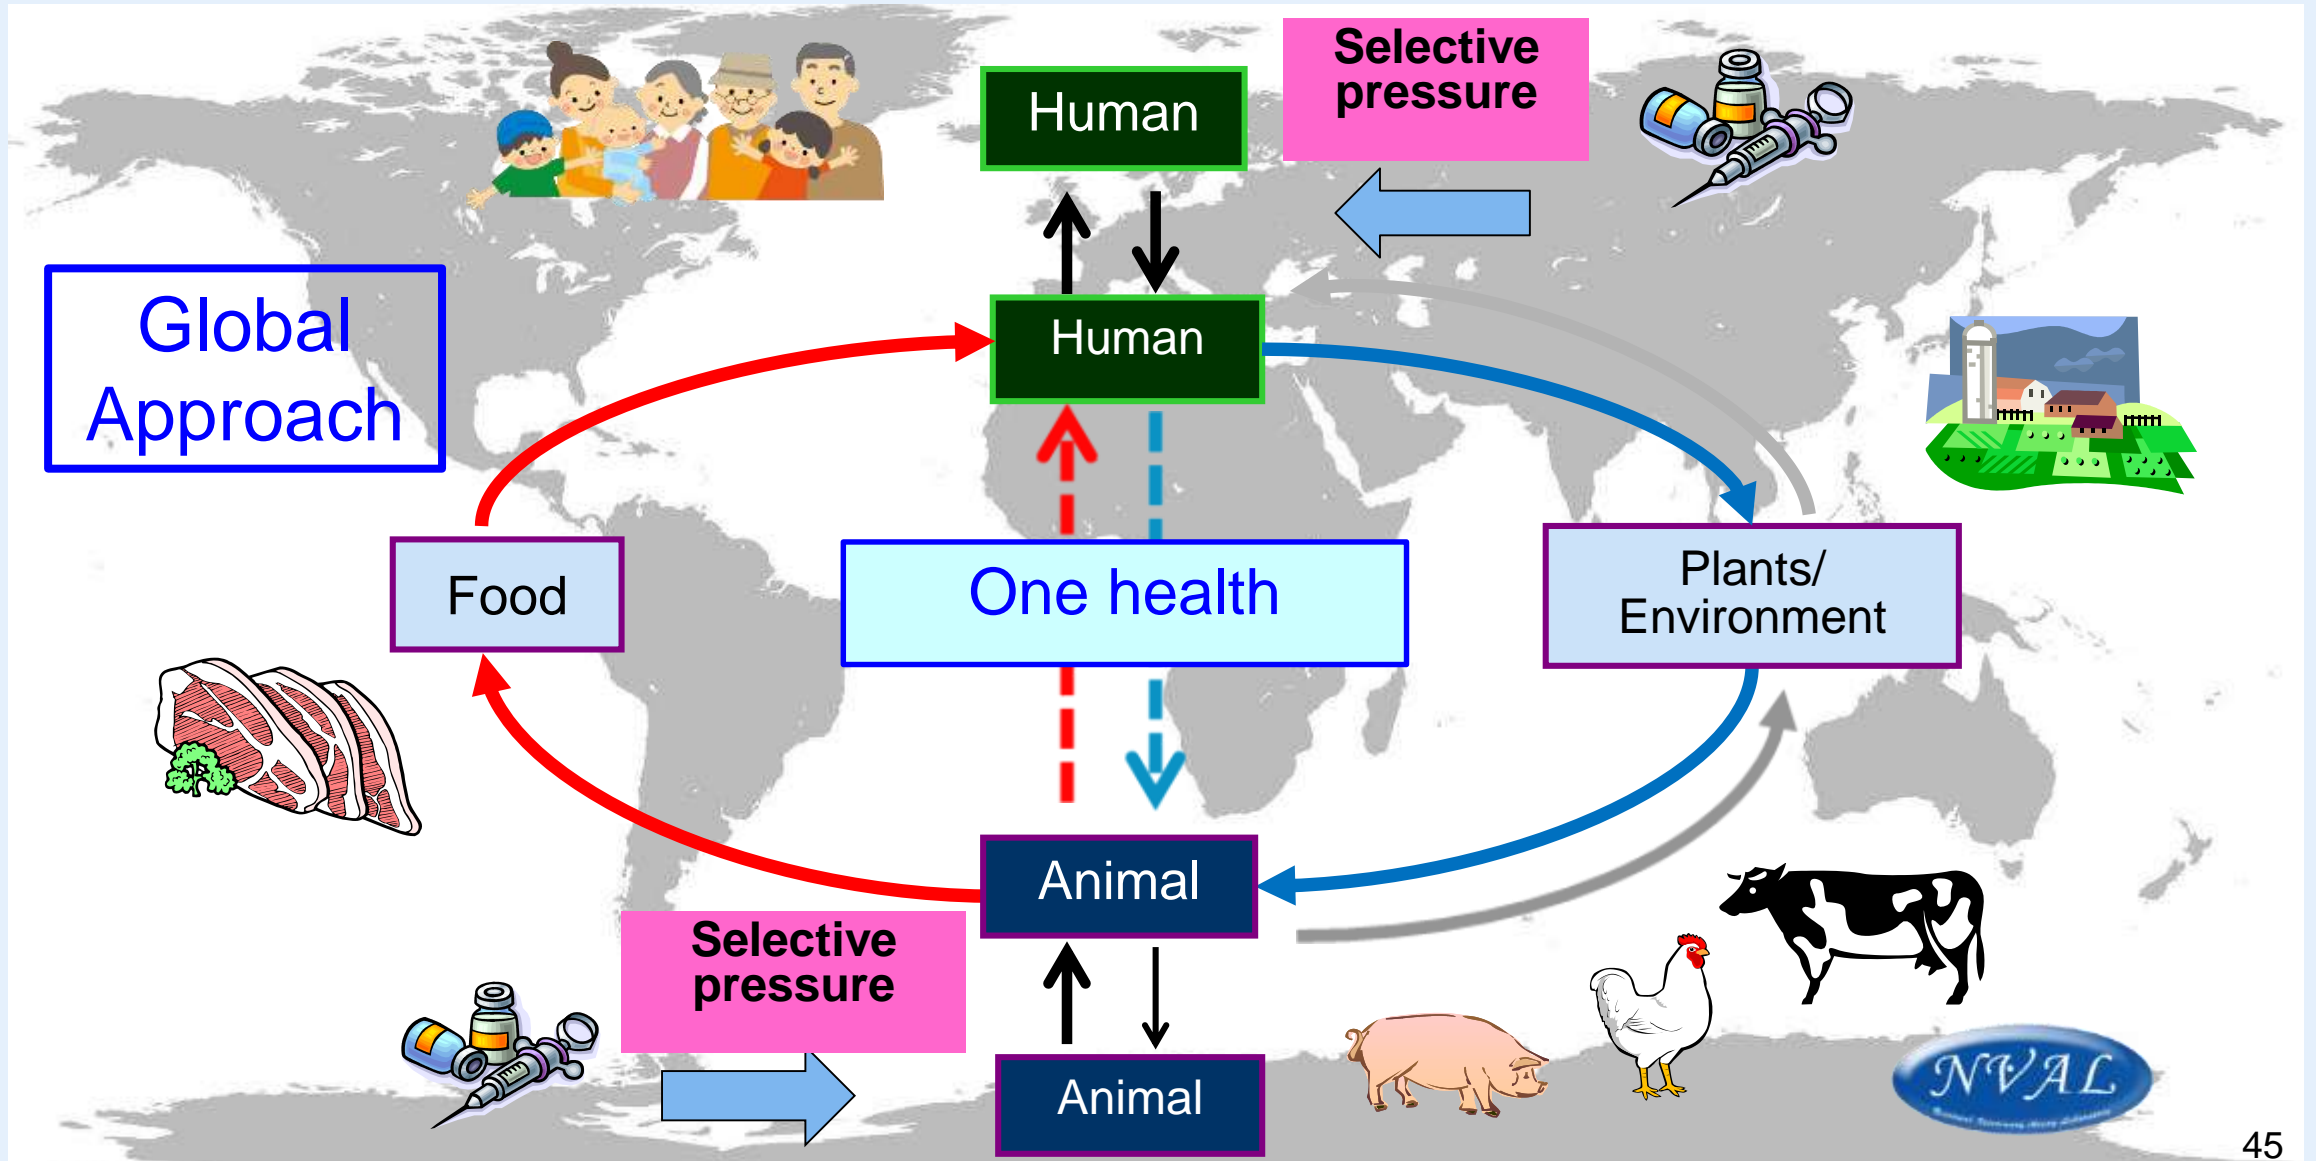 Selective
pressure
Human
Global
Approach
Human
Food
One health
Plants/
Environment
Animal
Selective
pressure
Animal
NVAL
45